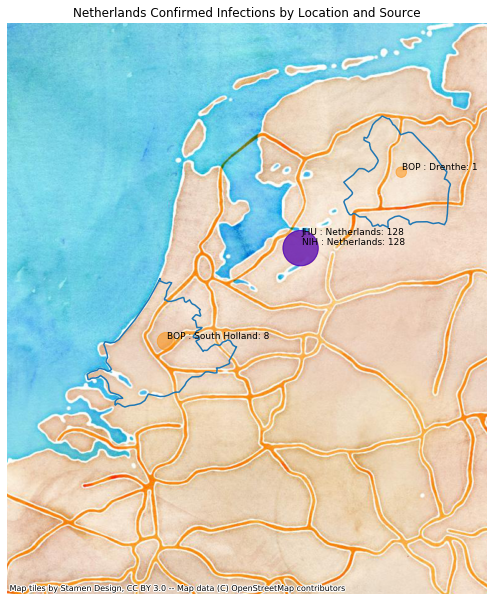 Netherlands Confirmed Infections by Location and Source
BOP : Drenthe: 1
JFIU : Netherlands: 128
NIH : Netherlands: 128
BOP : South Holland: 8
Map tiles by Stamen Design, CC BY 3.0 -- Map data (C) OpenStreetMap contributors